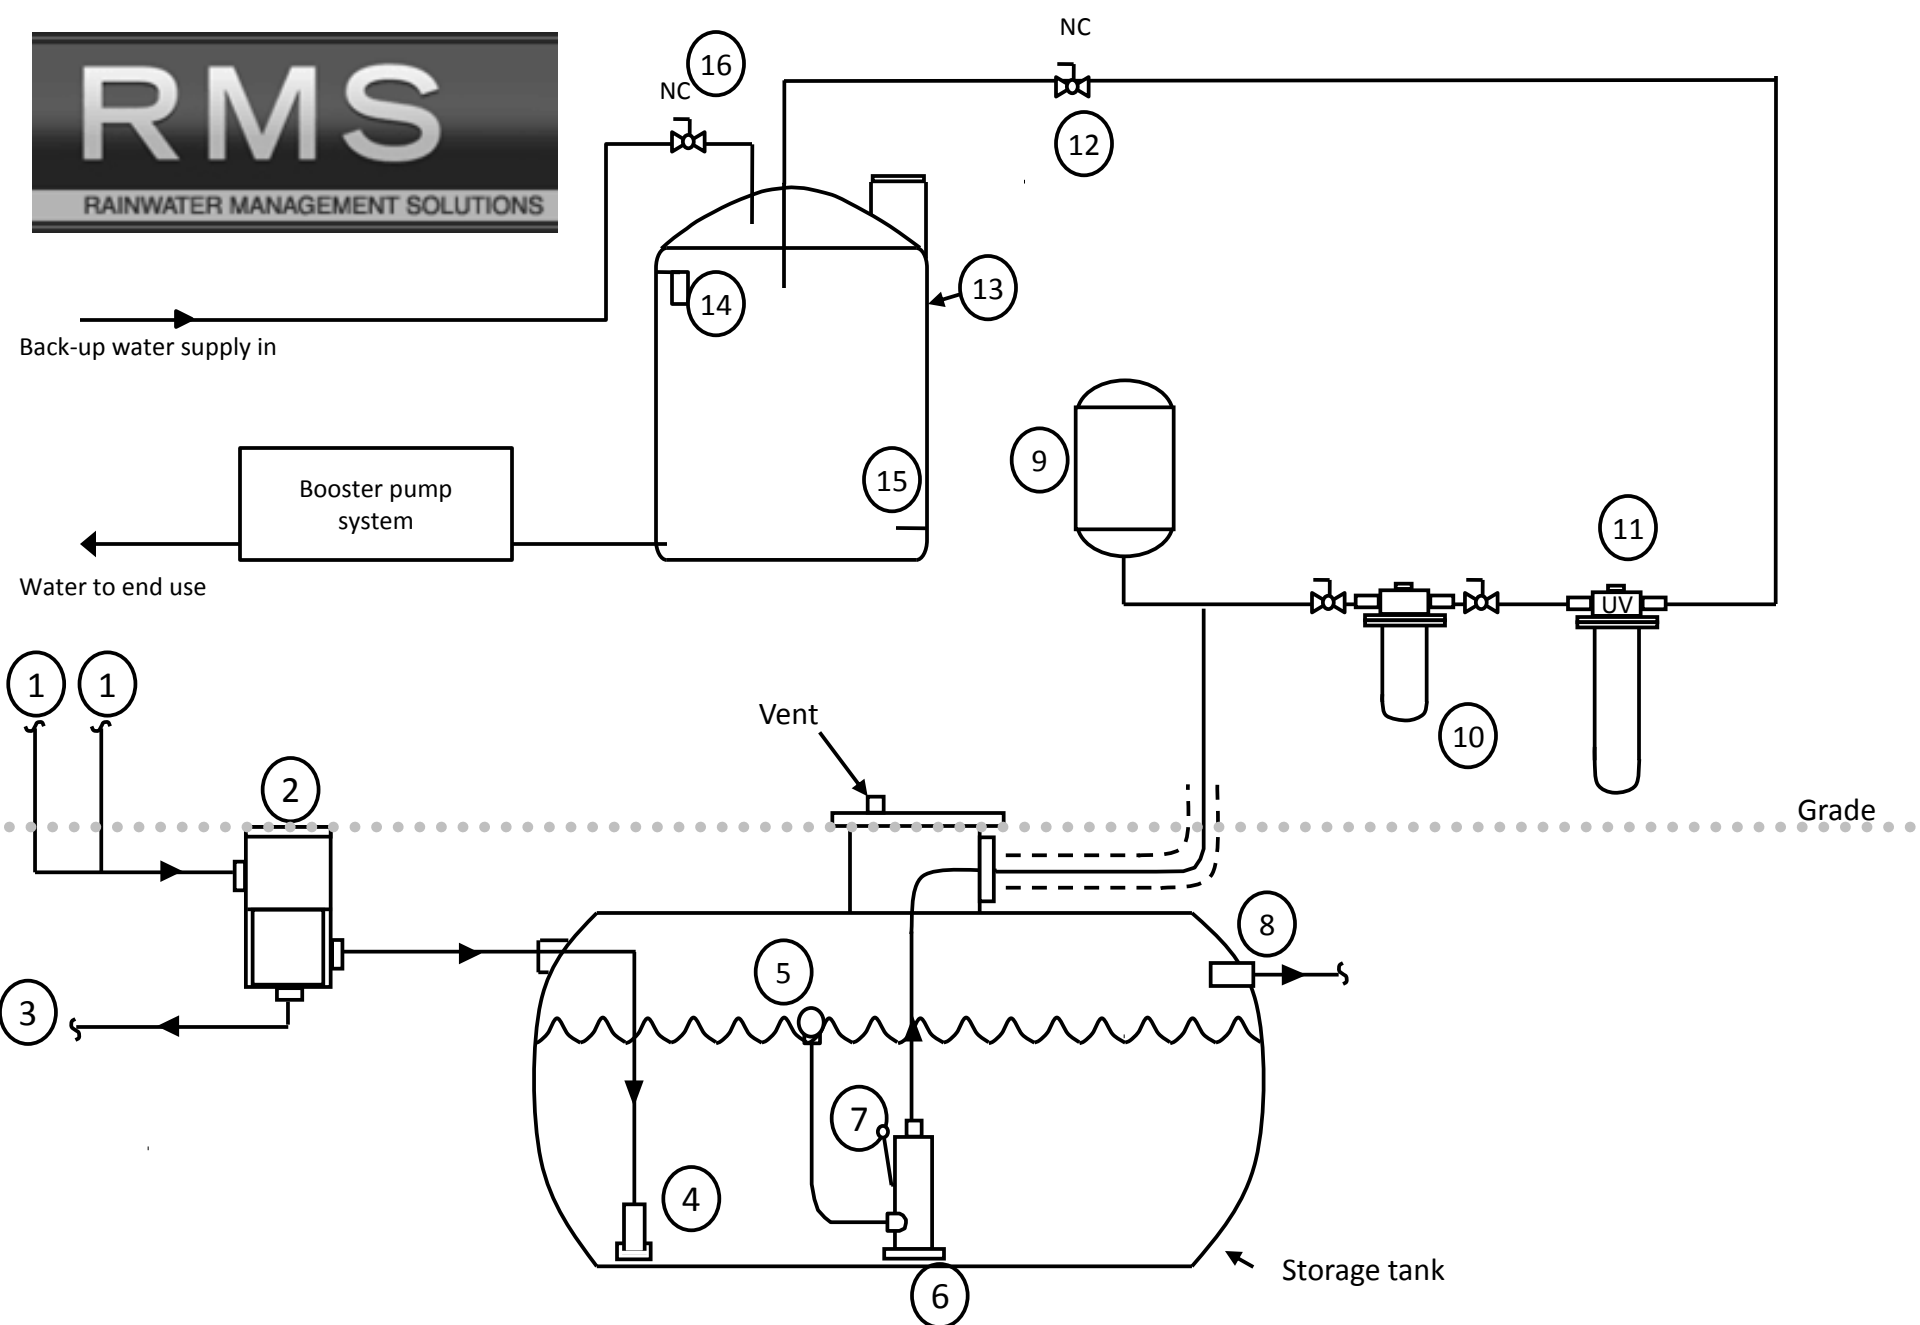 NC
16
NC
RMS
RAINWATER MANAGEMENT SOLUTIONS
12
14
13
Back-up water supply in
9
15
Booster pump
system
11
Water to end use
UV
1
1
10
Vent
2
Grade
8
5
3
7
4
Storage tank
6